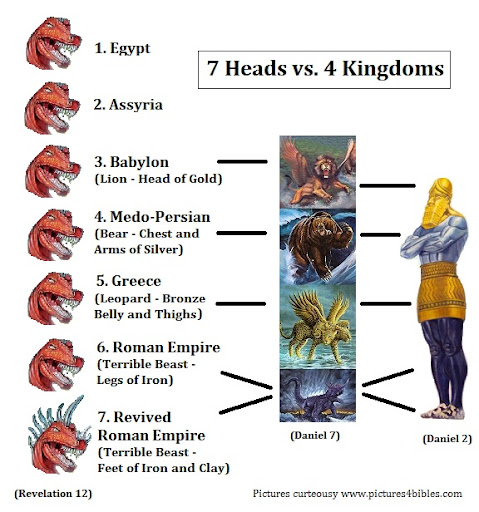 1. Egypt
7 Heads vs. 4 Kingdoms
2. Assyria
3. Babylon
(Lion - Head of Gold)
4. Medo-Persian
(Bear - Chest and
Arms of Silver)
5. Greece
(Leopard - Bronze
Belly and Thighs)
6. Roman Empire
(Terrible Beast -
Legs of Iron)
7. Revived
Roman Empire
(Terrible Beast -
Feet of Iron and Clay)
(Daniel 7)
(Daniel 2)
(Revelation 12)
Pictures curteousy www.pictures4bibles.com